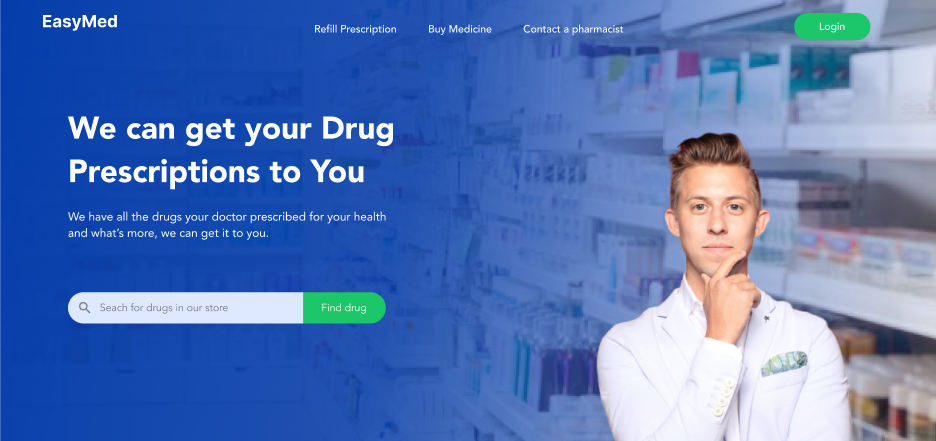 EasyMed
Refill Prescription
Buy Medicine
Contact a pharmacist
Login
We can get your Drug
Prescriptions to You
We have all the drugs your doctor prescribed for your health
and what's more, we can get it to you.
Seach for drugs in our store
Find drug